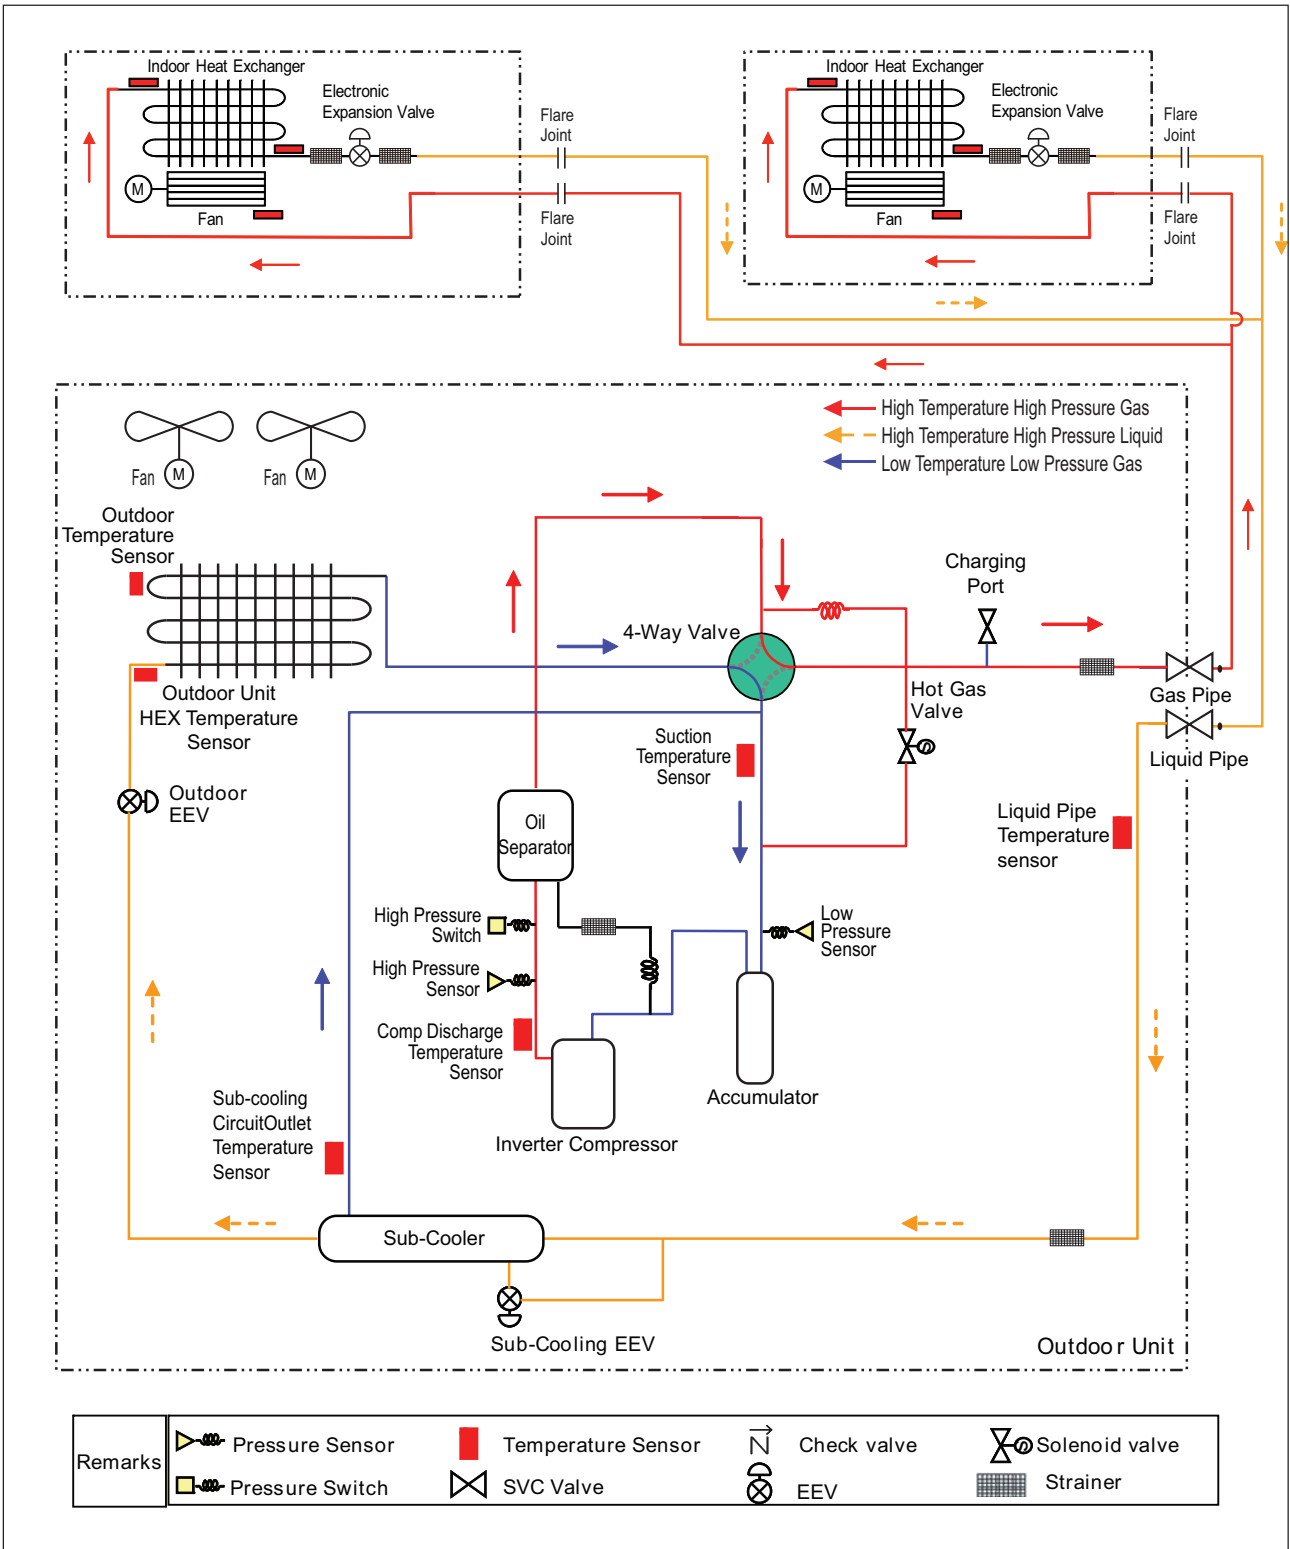 Indoor Heat Exchanger
Electronic
Expansion Valve
Flare
Joint
M
Fan
Flare
Joint
Indoor Heat Exchanger
Electronic
Expansion Valve
Flare
Joint
M
Fan
Flare
Joint
High Temperature High Pressure Gas
High Temperature High Pressure Liquid
Low Temperature Low Pressure Gas
Fan
M
Fan
M
Outdoor
Temperature
Sensor
Outdoor Unit
HEX Temperature
Sensor
4-Way Valve
Charging
Port
Hot Gas
Valve
S
Gas Pipe
Liquid Pipe
Suction
Temperature
Sensor
Outdoor
EEV
Oil
Separator
Liquid Pipe
Temperature
sensor
High Pressure
Switch
High Pressure
Sensor
Low
Pressure
Sensor
Comp Discharge
Temperature
Sensor
Accumulator
Inverter Compressor
Sub-cooling
CircuitOutlet
Temperature
Sensor
Sub-Cooler
Sub-Cooling EEV
Outdoor Unit
Remarks
Pressure Sensor
Temperature Sensor
Check valve
S
Solenoid valve
Pressure Switch
SVC Valve
EEV
Strainer